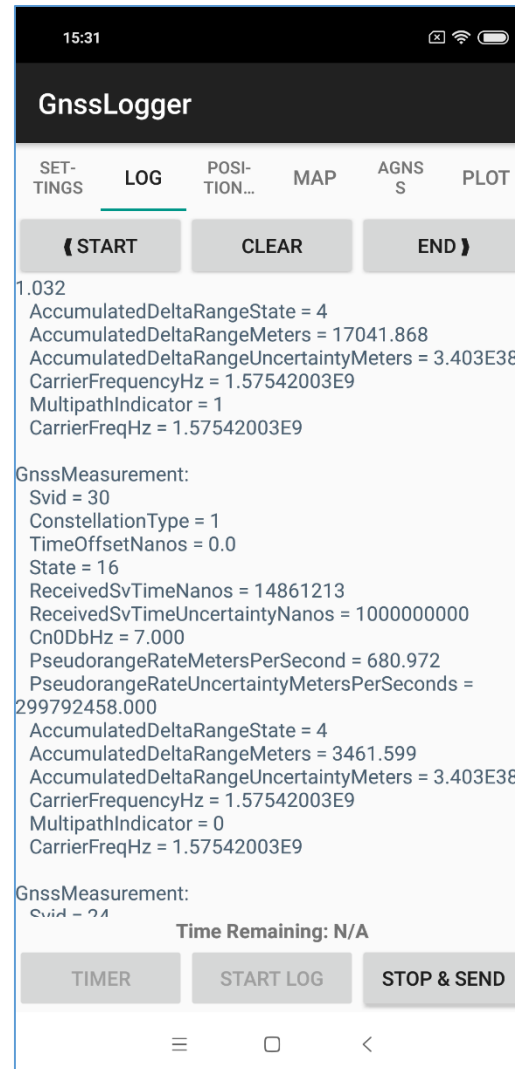 15:31
GnssLogger
SET-
TINGS
LOG
POSI-
TION...
MAP
AGNS
S
PLOT
❰ START
CLEAR
END ❱
1.032
AccumulatedDeltaRangeState = 4
AccumulatedDeltaRangeMeters = 17041.868
AccumulatedDeltaRangeUncertaintyMeters = 3.403E38
CarrierFrequencyHz = 1.57542003E9
MultipathIndicator = 1
CarrierFreqHz = 1.57542003E9
GnssMeasurement:
Svid = 30
ConstellationType = 1
TimeOffsetNanos = 0.0
State = 16
ReceivedSvTimeNanos = 14861213
ReceivedSvTimeUncertaintyNanos = 1000000000
Cn0DbHz = 7.000
PseudorangeRateMetersPerSecond = 680.972
PseudorangeRateUncertaintyMetersPerSeconds =
299792458.000
AccumulatedDeltaRangeState = 4
AccumulatedDeltaRangeMeters = 3461.599
AccumulatedDeltaRangeUncertaintyMeters = 3.403E38
CarrierFrequencyHz = 1.57542003E9
MultipathIndicator = 0
CarrierFreqHz = 1.57542003E9
GnssMeasurement:
Svid = 24
Time Remaining: N/A
TIMER
START LOG
STOP & SEND